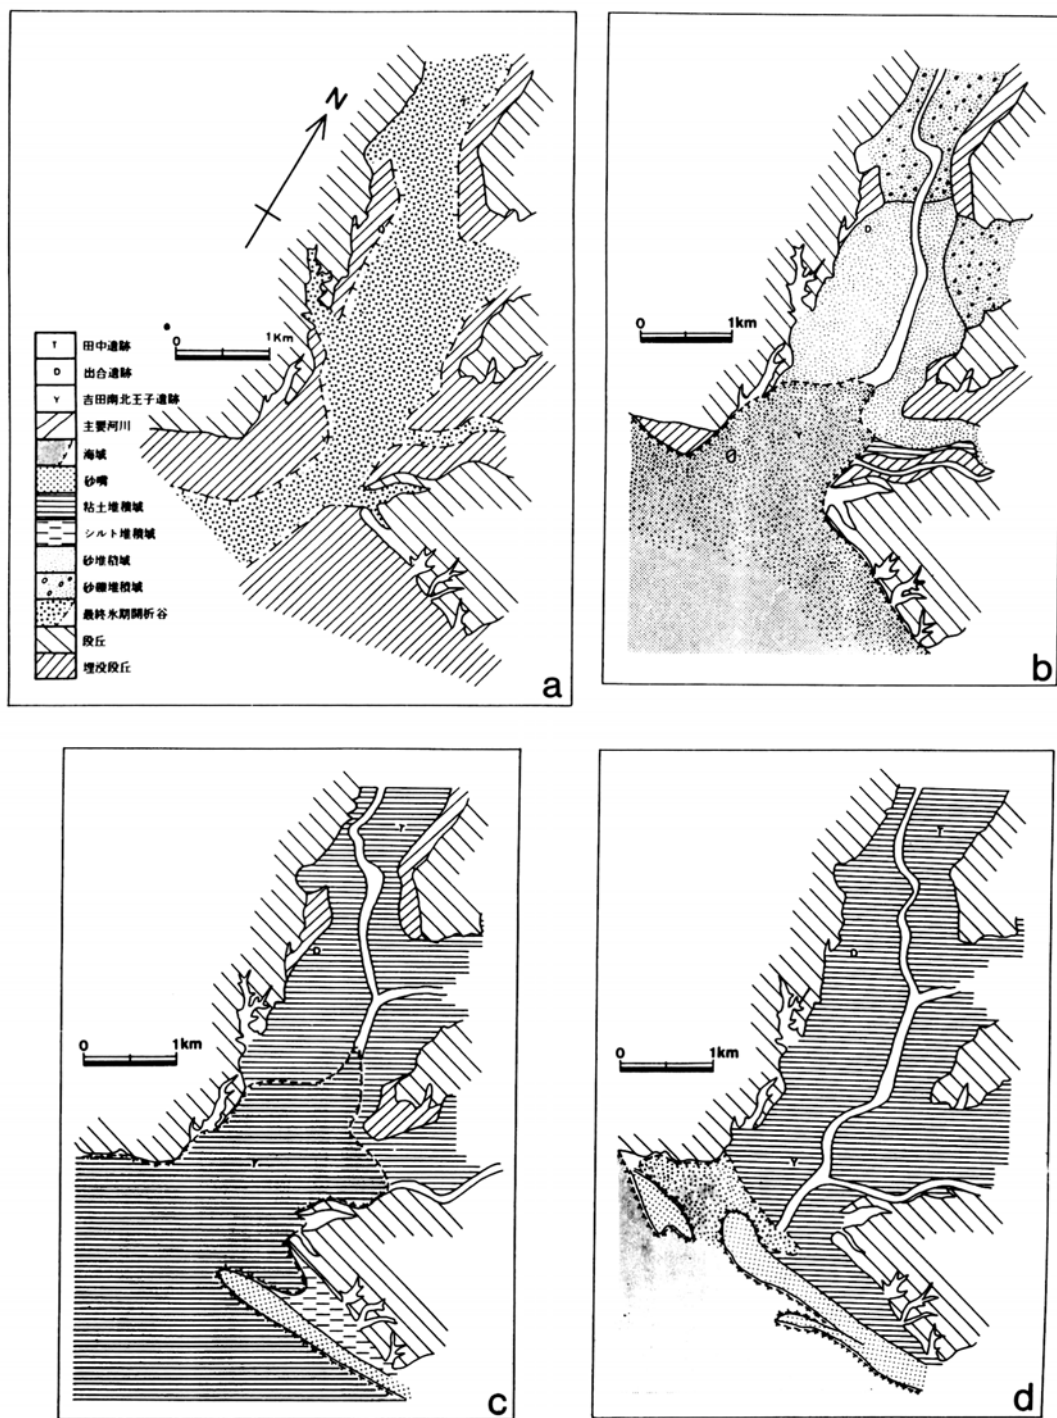 N
0 1Km
T 田中遺跡
D 出合遺跡
Y 吉田南北王子遺跡
主要河川
海域
砂嘴
粘土堆積域
シルト堆積域
砂堆積域
砂礫堆積域
最終氷期開析谷
段丘
埋没段丘
a
D
0 1km
b
T
D
0 1km
Y
c
T
D
0 1km
Y
d